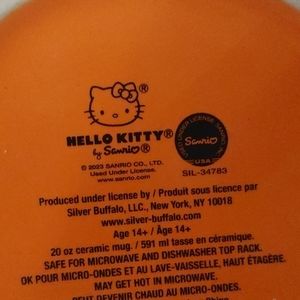 ®
HELLO KITTY®
by Sanrio®
© 2023 SANRIO CO., LTD.
Used Under License.
www.sanrio.com
UNDER LICENSE
Sanrio
USA
SIL-34783
Produced under license by / Produit sous licence par
Silver Buffalo, LLC., New York, NY, 10018
www.silver-buffalo.com
Age 14+ / Âge 14+
20 oz ceramic mug. / 591 ml tasse en céramique.
SAFE FOR MICROWAVE AND DISHWASHER TOP RACK.
OK POUR MICRO-ONDES ET AU LAVE-VAISSELLE, HAUT ÉTAGÈRE.
MAY GET HOT IN MICROWAVE.
PEUT DEVENIR CHAUD AU MICRO-ONDES.